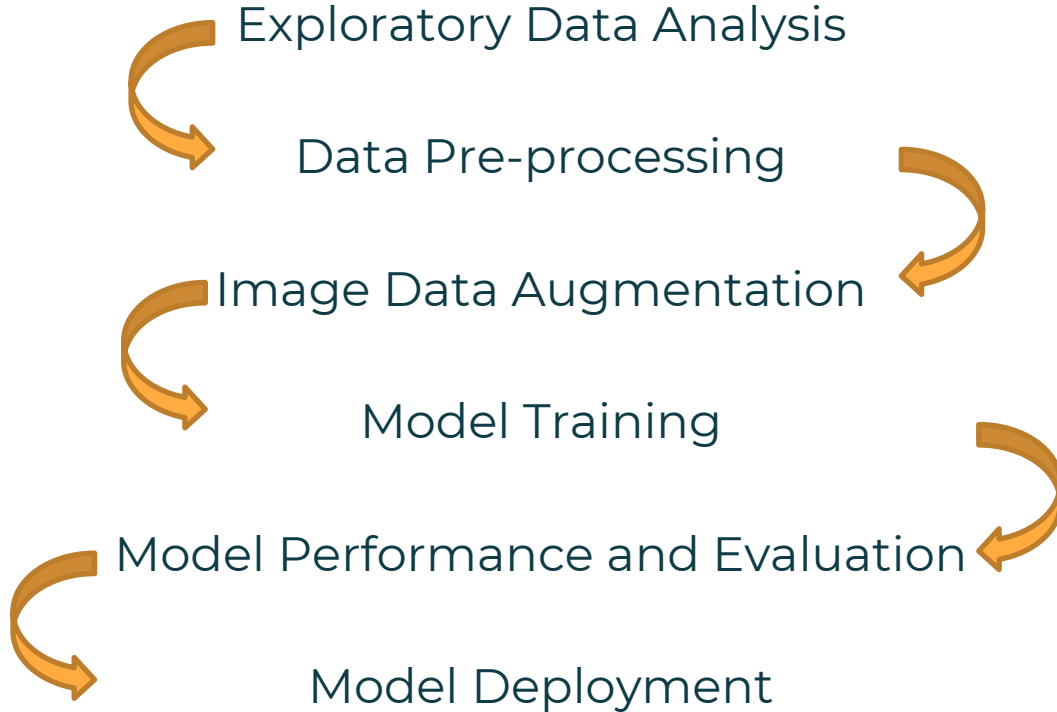 Exploratory Data Analysis
Data Pre-processing
Image Data Augmentation
Model Training
Model Performance and Evaluation
Model Deployment